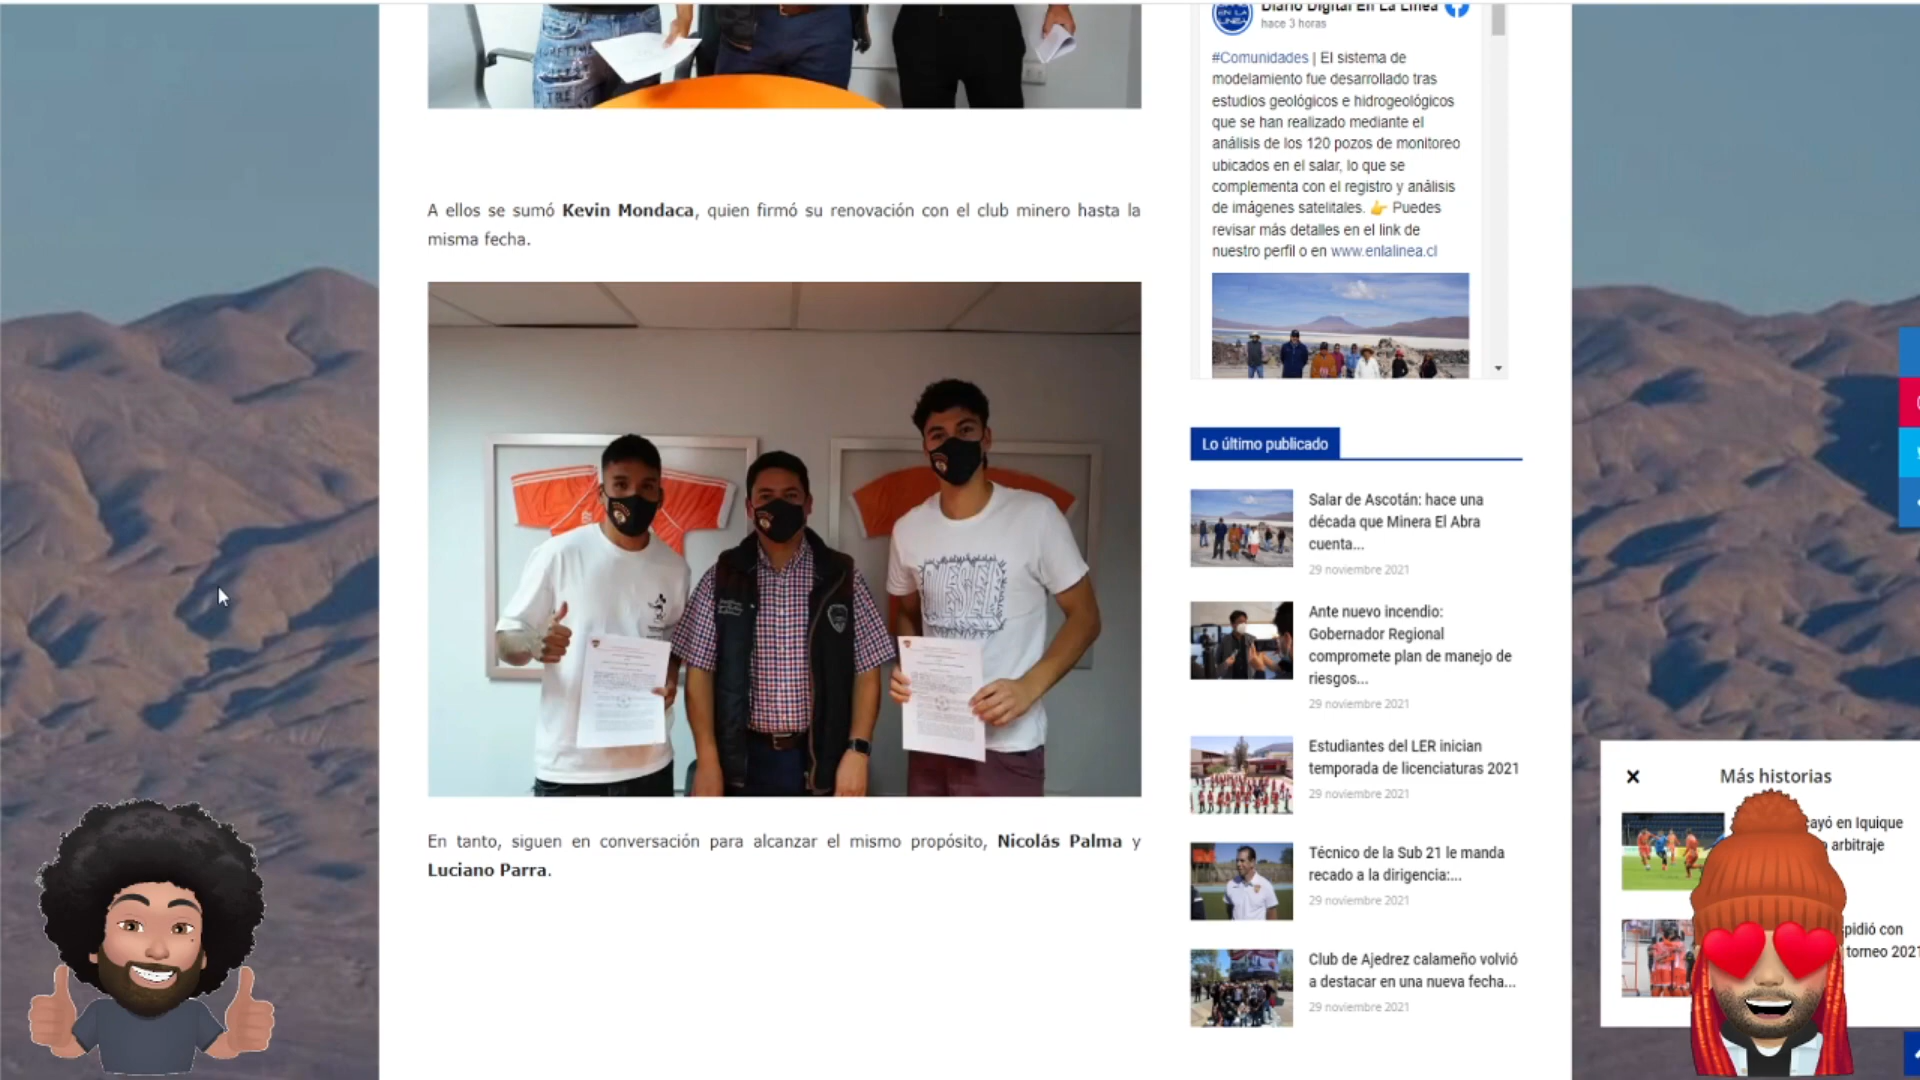 Diario Digital En La Línea
hace 3 horas
#Comunidades | El sistema de
modelamiento fue desarrollado tras
estudios geológicos e hidrogeológicos
que se han realizado mediante el
análisis de los 120 pozos de monitoreo
ubicados en el salar, lo que se
complementa con el registro y análisis
de imágenes satelitales. 👉 Puedes
revisar más detalles en el link de
nuestro perfil o en www.enlalinea.cl
A ellos se sumó Kevin Mondaca, quien firmó su renovación con el club minero hasta la
misma fecha.
En tanto, siguen en conversación para alcanzar el mismo propósito, Nicolás Palma y
Luciano Parra.
Lo último publicado
Salar de Ascotán: hace una
década que Minera El Abra
cuenta...
29 noviembre 2021
Ante nuevo incendio:
Gobernador Regional
compromete plan de manejo de
riesgos...
29 noviembre 2021
Estudiantes del LER inician
temporada de licenciaturas 2021
29 noviembre 2021
Técnico de la Sub 21 le manda
recado a la dirigencia:...
29 noviembre 2021
Club de Ajedrez calameño volvió
a destacar en una nueva fecha...
29 noviembre 2021
Más historias
cayó en Iquique
arbitraje
pidió con
torneo 2021